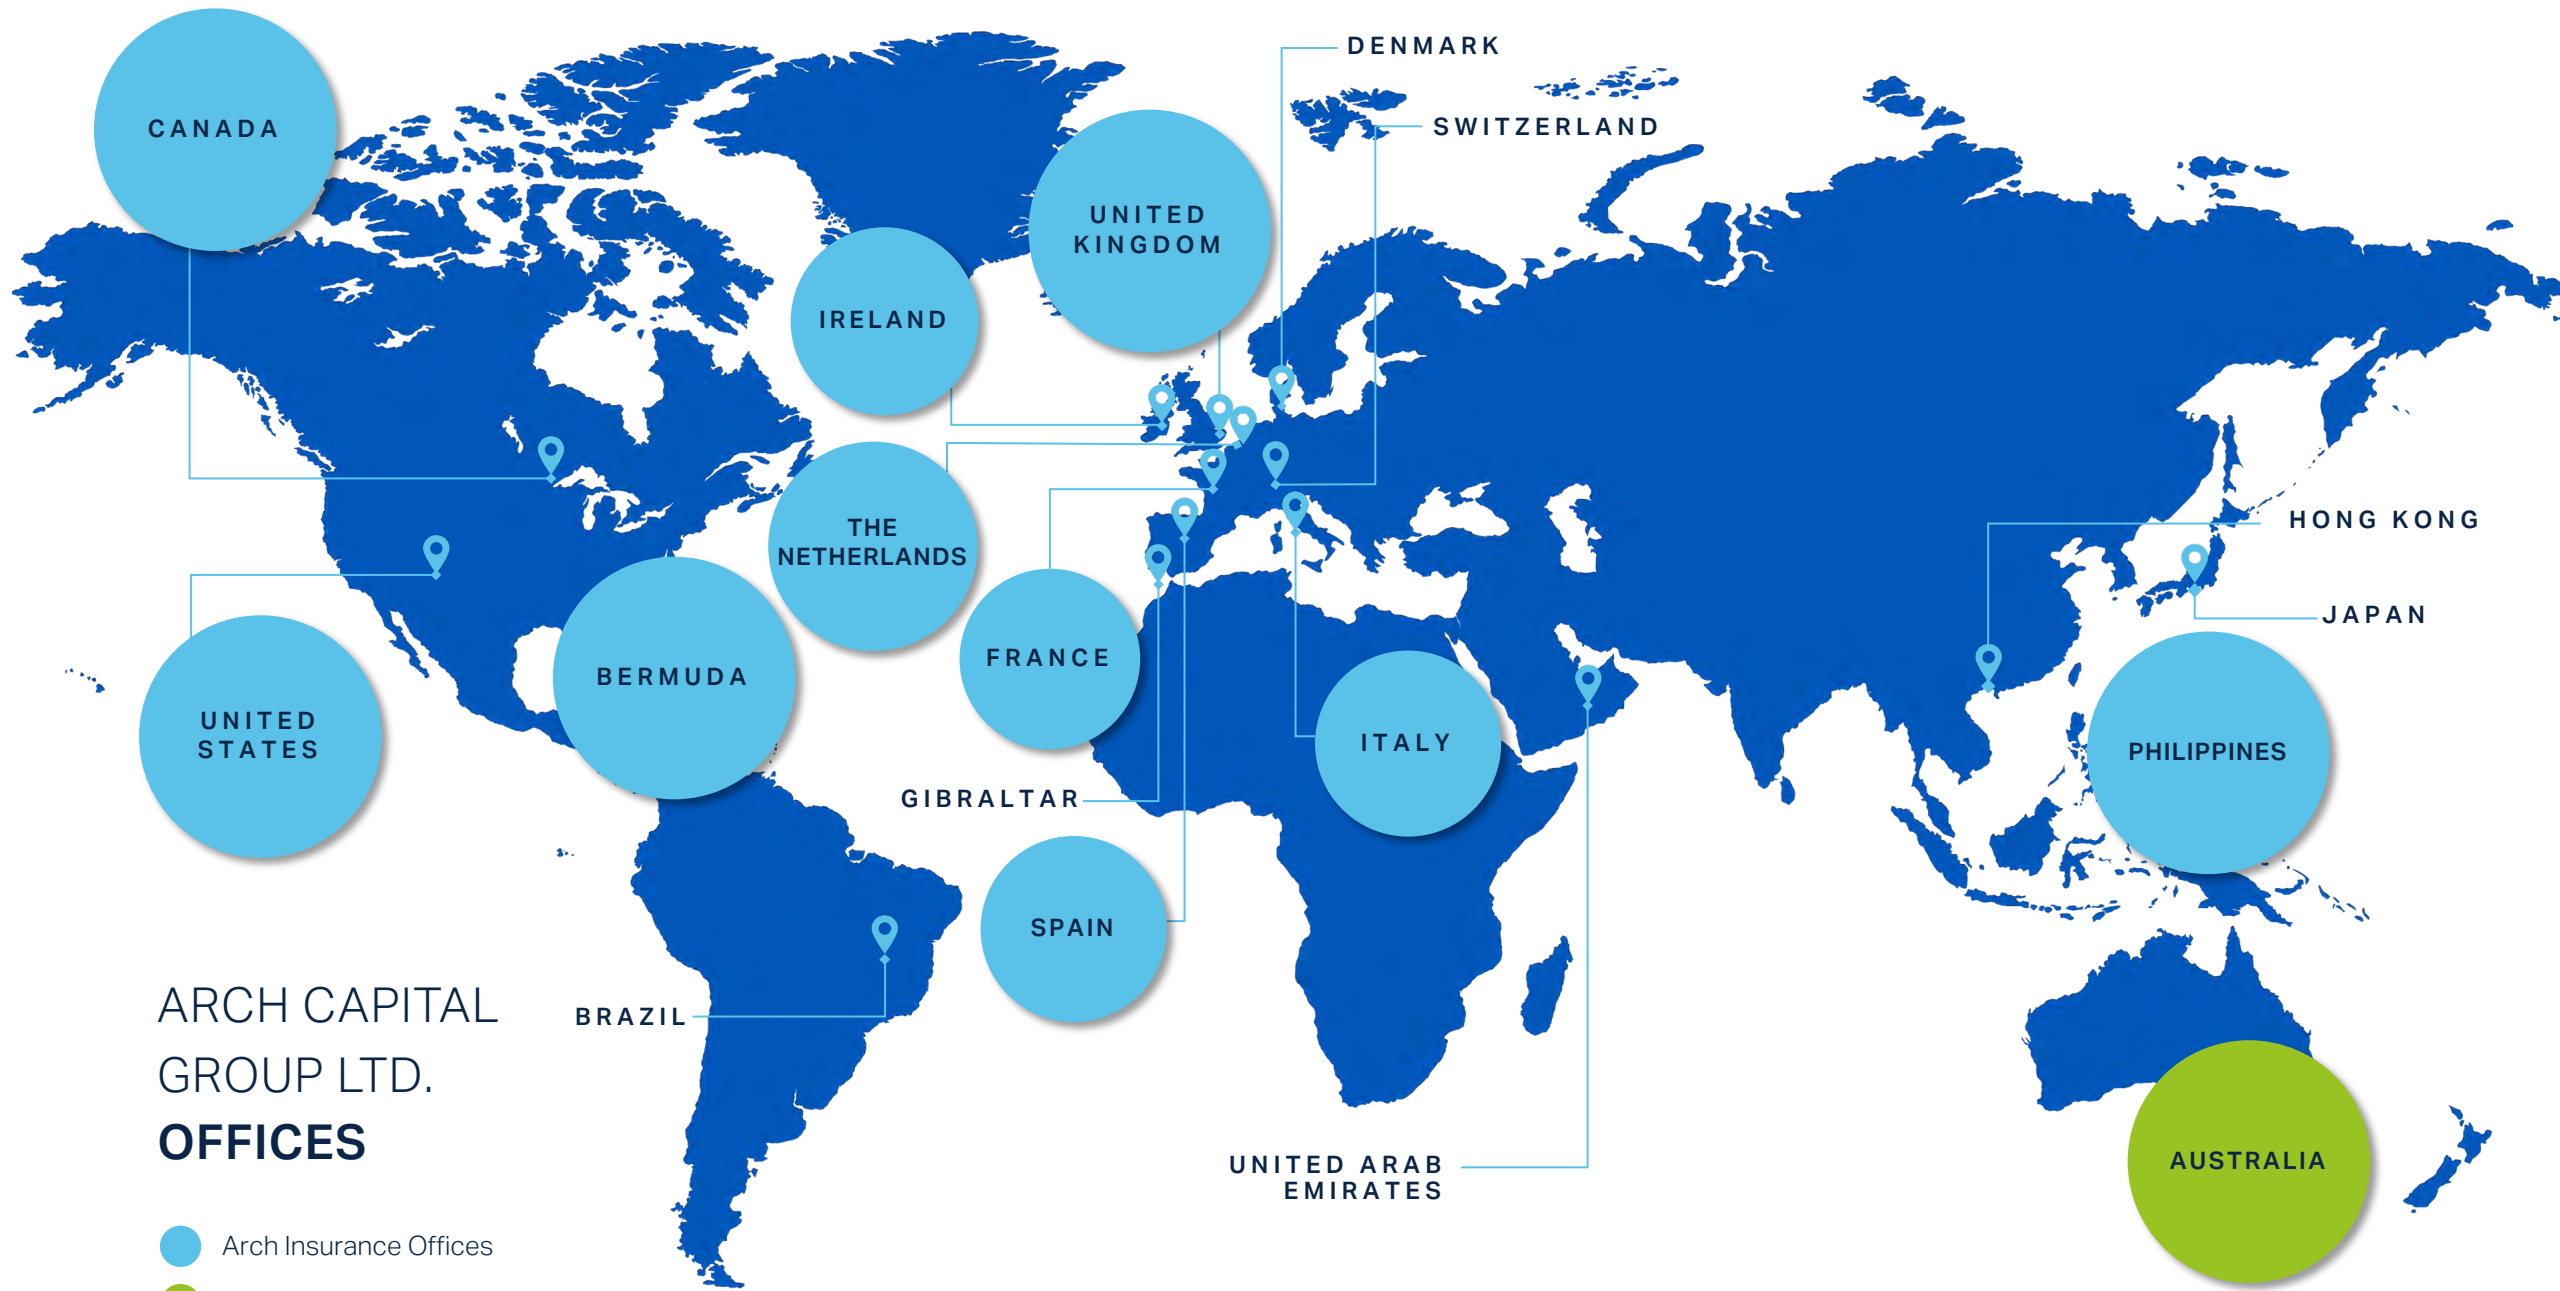 DENMARK
CANADA
SWITZERLAND
UNITED
KINGDOM
IRELAND
HONG KONG
THE
NETHERLANDS
JAPAN
FRANCE
BERMUDA
UNITED
STATES
ITALY
PHILIPPINES
GIBRALTAR
SPAIN
BRAZIL
ARCH CAPITAL
GROUP LTD.
OFFICES
UNITED ARAB
EMIRATES
AUSTRALIA
Arch Insurance Offices